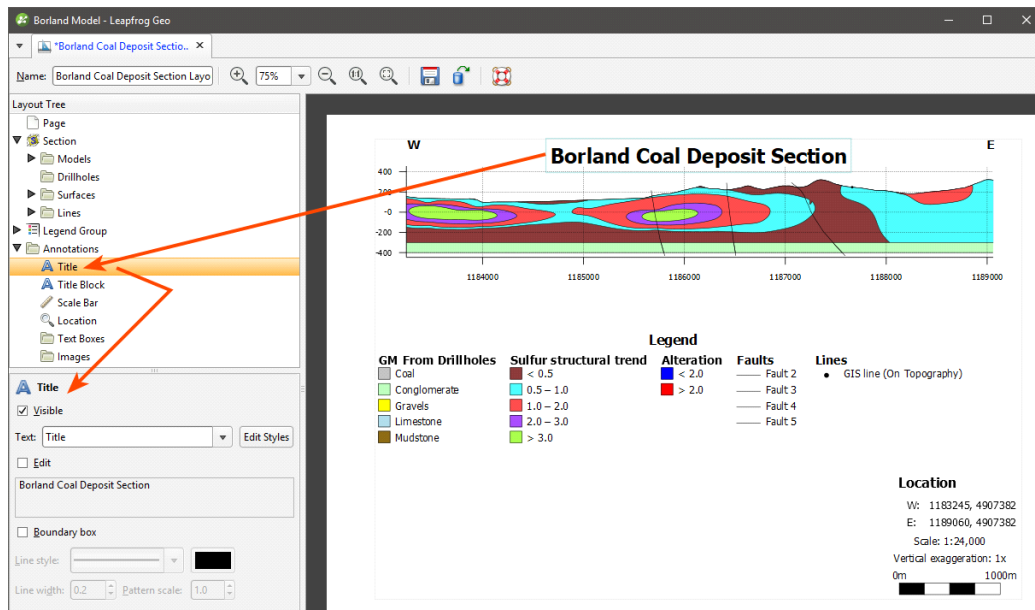 Borland Model - Leapfrog Geo
*Borland Coal Deposit Sectio..
Name: Borland Coal Deposit Section Layo 75%
Layout Tree
Page
Section
Models
Drillholes
Surfaces
Lines
Legend Group
Annotations
Title
Title Block
Scale Bar
Location
Text Boxes
Images
Title
Visible
Text: Title Edit Styles
Edit
Borland Coal Deposit Section
Boundary box
Line style:
Line width: 0.2 Pattern scale: 1.0
W E
Borland Coal Deposit Section
400
200
-0
-200
-400
1184000 1185000 1186000 1187000 1188000 1189000
Legend
GM From Drillholes Sulfur structural trend Alteration Faults Lines
Coal < 0.5 < 2.0 Fault 2 GIS line (On Topography)
Conglomerate 0.5 – 1.0 > 2.0 Fault 3
Gravels 1.0 – 2.0 Fault 4
Limestone 2.0 – 3.0 Fault 5
Mudstone > 3.0
Location
W: 1183245, 4907382
E: 1189060, 4907382
Scale: 1:24,000
Vertical exaggeration: 1x
0m 1000m